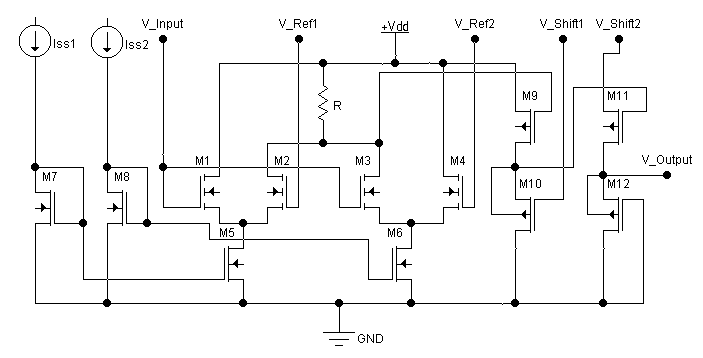 V_Input
V_Ref1
+Vdd
V_Ref2
V_Shift1
V_Shift2
Iss1
Iss2
R
M9
M11
M1
M2
M3
M4
V_Output
M7
M8
M10
M12
M5
M6
GND